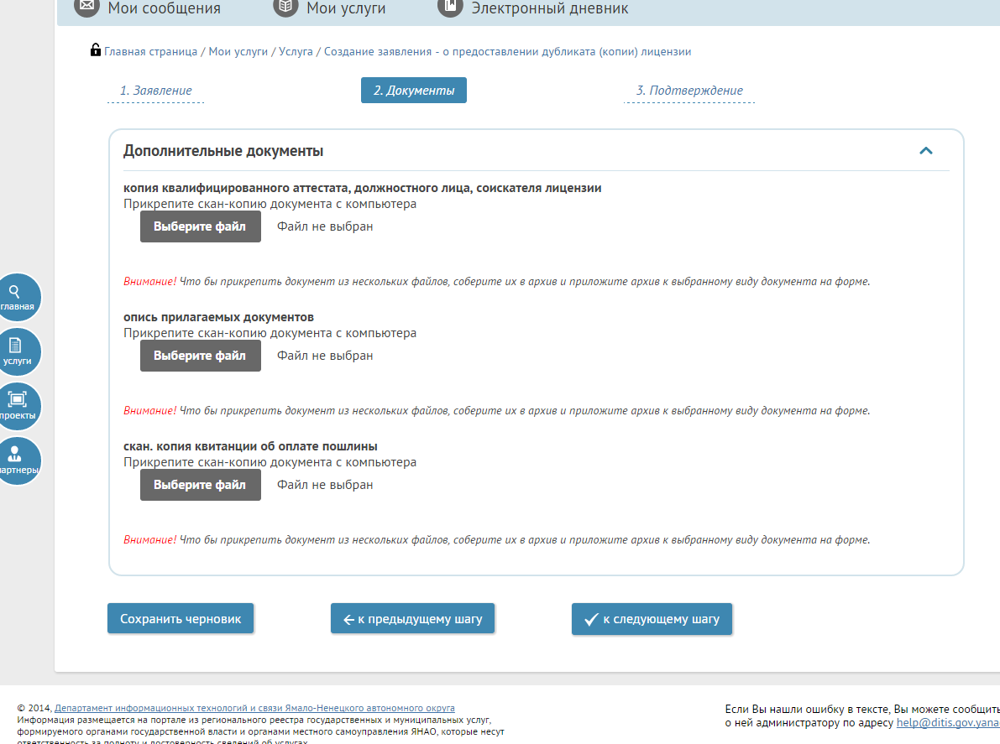 Мои сообщения
Мои услуги
Электронный дневник
Главная страница / Мои услуги / Услуга / Создание заявления - о предоставлении дубликата (копии) лицензии
1. Заявление
2. Документы
3. Подтверждение
Дополнительные документы
копия квалифицированного аттестата, должностного лица, соискателя лицензии
Прикрепите скан-копию документа с компьютера
Выберите файл
Файл не выбран
Внимание! Что бы прикрепить документ из нескольких файлов, соберите их в архив и приложите архив к выбранному виду документа на форме.
опись прилагаемых документов
Прикрепите скан-копию документа с компьютера
Выберите файл
Файл не выбран
Внимание! Что бы прикрепить документ из нескольких файлов, соберите их в архив и приложите архив к выбранному виду документа на форме.
скан. копия квитанции об оплате пошлины
Прикрепите скан-копию документа с компьютера
Выберите файл
Файл не выбран
Внимание! Что бы прикрепить документ из нескольких файлов, соберите их в архив и приложите архив к выбранному виду документа на форме.
главная
услуги
проекты
артнеры
Сохранить черновик
к предыдущему шагу
к следующему шагу
© 2014, Департамент информационных технологий и связи Ямало-Ненецкого автономного округа
Информация размещается на портале из регионального реестра государственных и муниципальных услуг,
формируемого органами государственной власти и органами местного самоуправления ЯНАО, которые несут
ответственность за полноту и достоверность сведений об услугах
Если Вы нашли ошибку в тексте, Вы можете сообщить
о ней администратору по адресу help@ditis.gov.yana